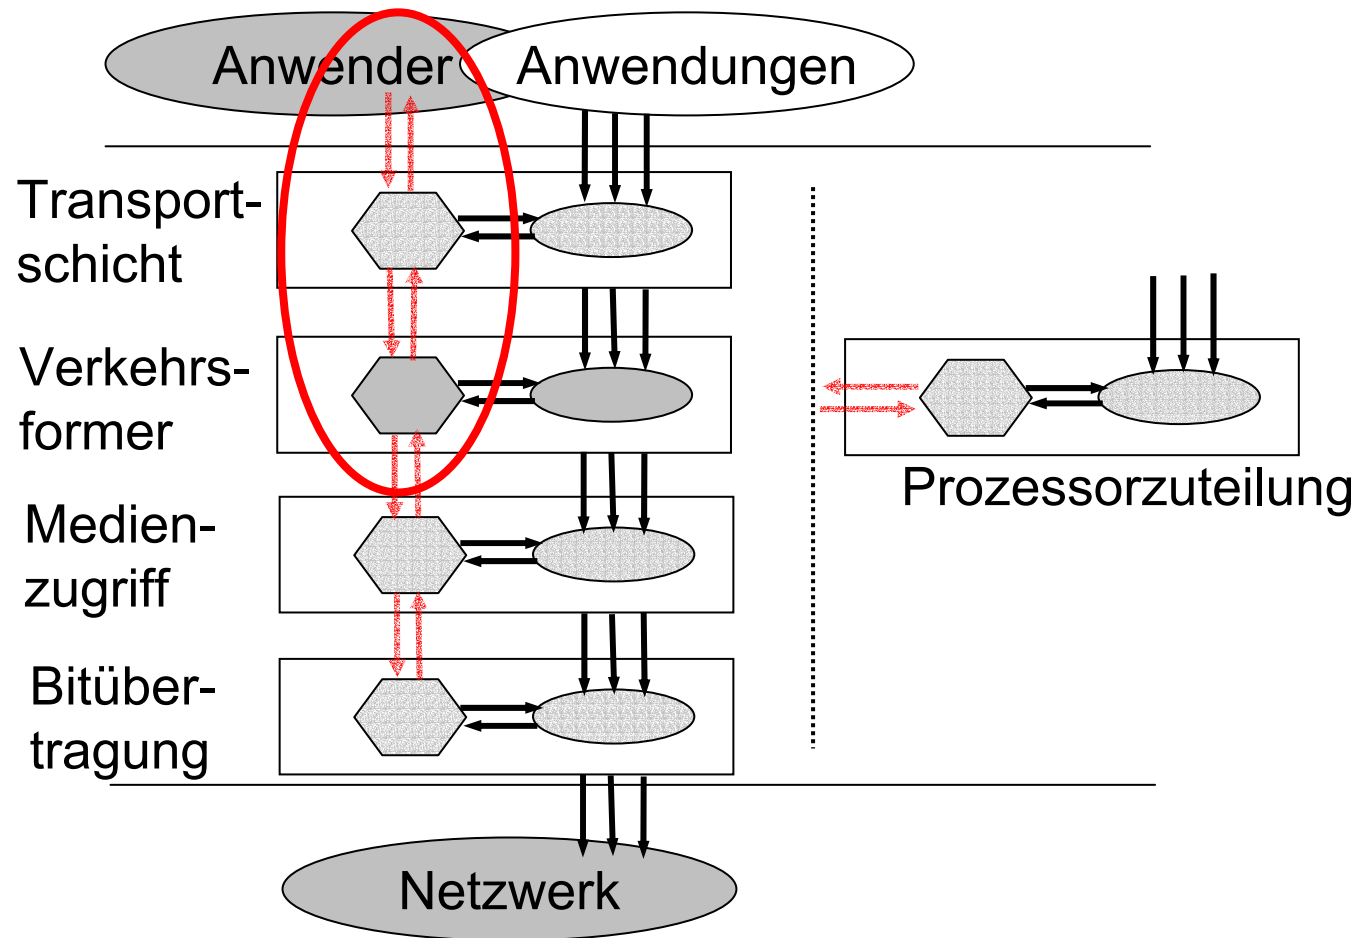 Anwender
Anwendungen
Transport-
schicht
Verkehrs-
former
Prozessorzuteilung
Medien-
zugriff
Bitüber-
tragung
Netzwerk